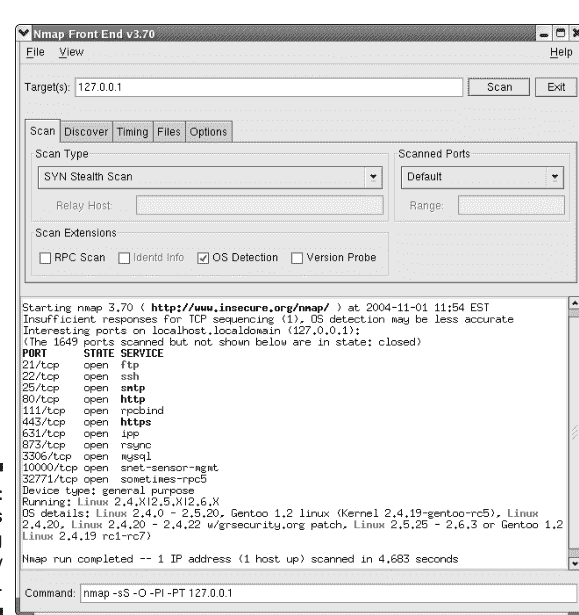 Nmap Front End v3.70
File View Help
Target(s): 127.0.0.1 Scan Exit
Scan Discover Timing Files Options
Scan Type Scanned Ports
SYN Stealth Scan Default
Relay Host: Range:
Scan Extensions
RPC Scan Identd Info OS Detection Version Probe
Starting nmap 3.70 ( http://www.insecure.org/nmap/ ) at 2004-11-01 11:54 EST
Insufficient responses for TCP sequencing (1), OS detection may be less accurate
Interesting ports on localhost.localdomain (127.0.0.1):
(The 1649 ports scanned but not shown below are in state: closed)
PORT STATE SERVICE
21/tcp open ftp
22/tcp open ssh
25/tcp open smtp
80/tcp open http
111/tcp open rpcbind
443/tcp open https
631/tcp open ipp
873/tcp open rsync
3306/tcp open mysql
10000/tcp open snet-sensor-mgmt
32771/tcp open sometimes-rpc5
Device type: general purpose
Running: Linux 2.4.X|2.5.X|2.6.X
OS details: Linux 2.4.0 - 2.5.20, Gentoo 1.2 linux (Kernel 2.4.19-gentoo-rc5), Linux
2.4.20, Linux 2.4.20 - 2.4.22 w/grsecurity.org patch, Linux 2.5.25 - 2.6.3 or Gentoo 1.2
Linux 2.4.19 rc1-rc7)
Nmap run completed -- 1 IP address (1 host up) scanned in 4.683 seconds
Command: nmap -sS -O -PI -PT 127.0.0.1